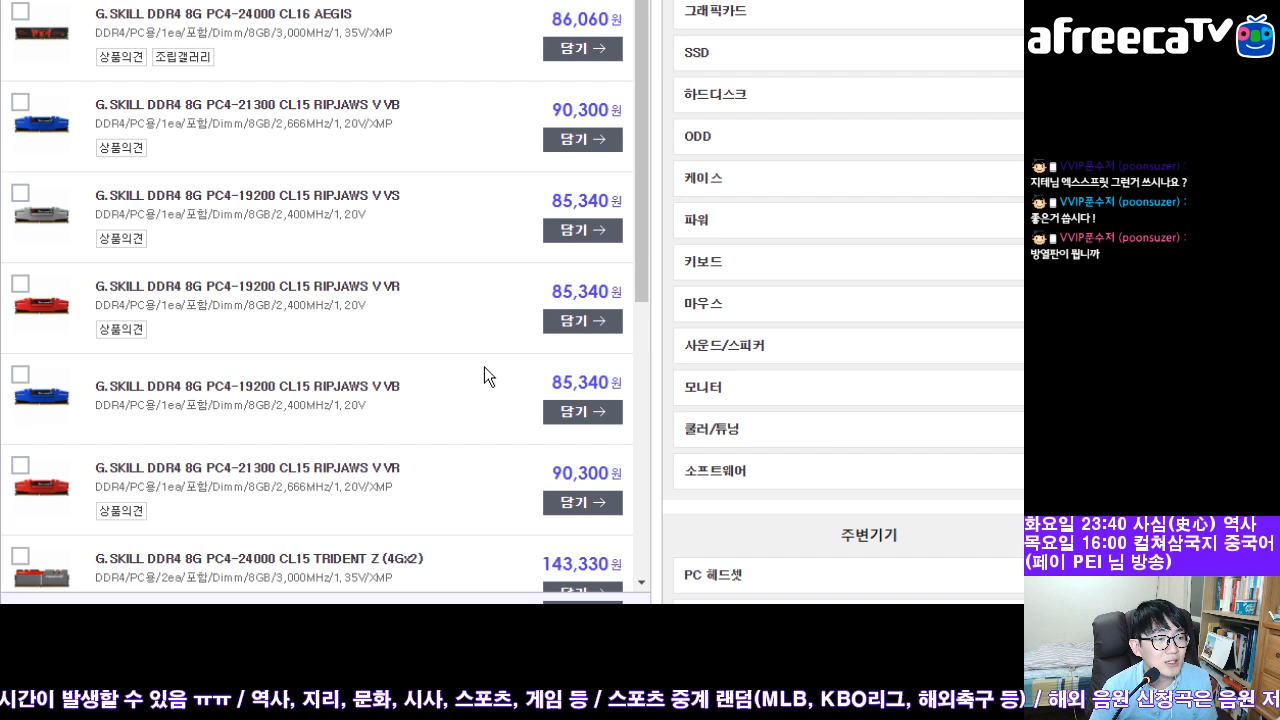 G.SKILL DDR4 8G PC4-24000 CL16 AEGIS
DDR4/PC용/1ea/포함/Dimm/8GB/3,000MHz/1, 35V/XMP
상품의견 조립갤러리
86,060원
담기 →
G.SKILL DDR4 8G PC4-21300 CL15 RIPJAWS V VB
DDR4/PC용/1ea/포함/Dimm/8GB/2,666MHz/1, 20V/XMP
상품의견
90,300원
담기 →
G.SKILL DDR4 8G PC4-19200 CL15 RIPJAWS V VS
DDR4/PC용/1ea/포함/Dimm/8GB/2,400MHz/1, 20V
상품의견
85,340원
담기 →
G.SKILL DDR4 8G PC4-19200 CL15 RIPJAWS V VR
DDR4/PC용/1ea/포함/Dimm/8GB/2,400MHz/1, 20V
상품의견
85,340원
담기 →
G.SKILL DDR4 8G PC4-19200 CL15 RIPJAWS V VB
DDR4/PC용/1ea/포함/Dimm/8GB/2,400MHz/1, 20V
85,340원
담기 →
G.SKILL DDR4 8G PC4-21300 CL15 RIPJAWS V VR
DDR4/PC용/1ea/포함/Dimm/8GB/2,666MHz/1, 20V/XMP
상품의견
90,300원
담기 →
G.SKILL DDR4 8G PC4-24000 CL15 TRIDENT Z (4Gx2)
DDR4/PC용/2ea/포함/Dimm/8GB/3,000MHz/1, 35V/XMP
143,330원
담기
그래픽카드
SSD
하드디스크
ODD
케이스
파워
키보드
마우스
사운드/스피커
모니터
쿨러/튜닝
소프트웨어
주변기기
PC 헤드셋
afreecaTV
VVIP푼수저 (poonsuzer) :
지테님 엑스스프릿 그런거 쓰시나요 ?
VVIP푼수저 (poonsuzer) :
좋은거 씁시다 !
VVIP푼수저 (poonsuzer) :
방열판이 뭡니까
화요일 23:40 사심(史心) 역사
목요일 16:00 컬쳐삼국지 중국어
(페이 PEI 님 방송)
시간이 발생할 수 있음 ㅠㅠ / 역사, 지리, 문화, 시사, 스포츠, 게임 등 / 스포츠 중계 랜덤(MLB, KBO리그, 해외축구 등) / 해외 음원 신청곡은 음원 저